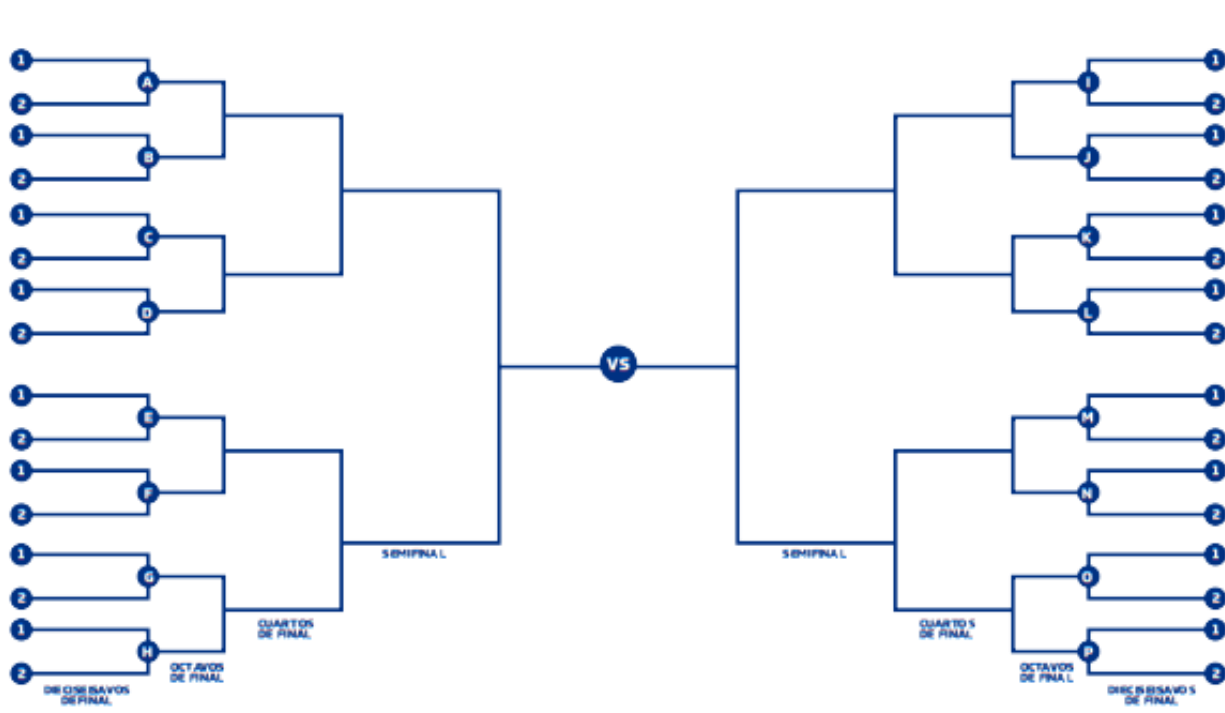 1
A
2
1
B
2
1
C
2
1
D
2
1
E
2
1
F
2
1
G
2
1
H
2
DIECISEISAVOS
DE FINAL
OCTAVOS
DE FINAL
CUARTOS
DE FINAL
SEMIFINAL
VS
SEMIFINAL
CUARTOS
DE FINAL
OCTAVOS
DE FINAL
DIECISEISAVOS
DE FINAL
1
I
2
1
J
2
1
K
2
1
L
2
1
M
2
1
N
2
1
O
2
1
P
2